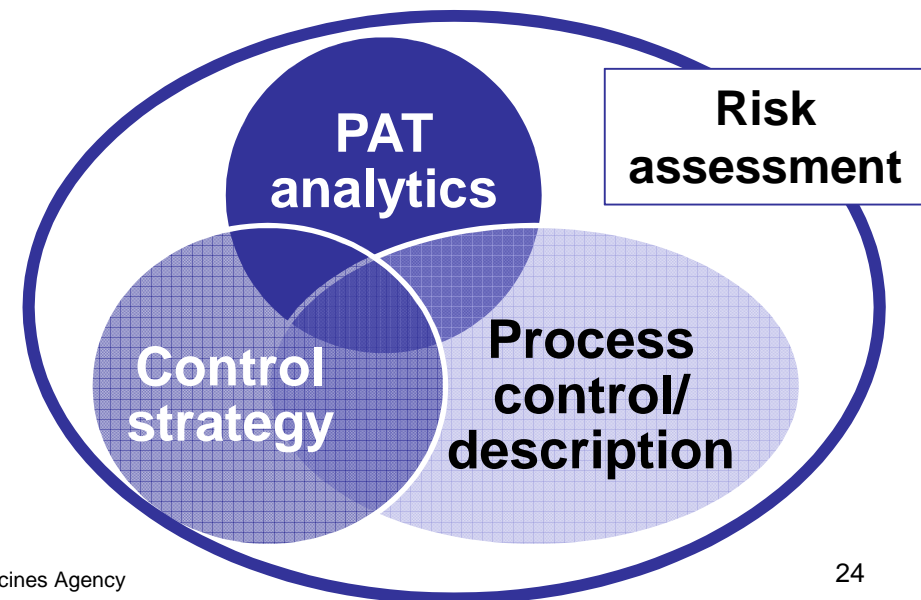 PAT
analytics
Risk
assessment
Control
strategy
Process
control/
description
cines Agency
24